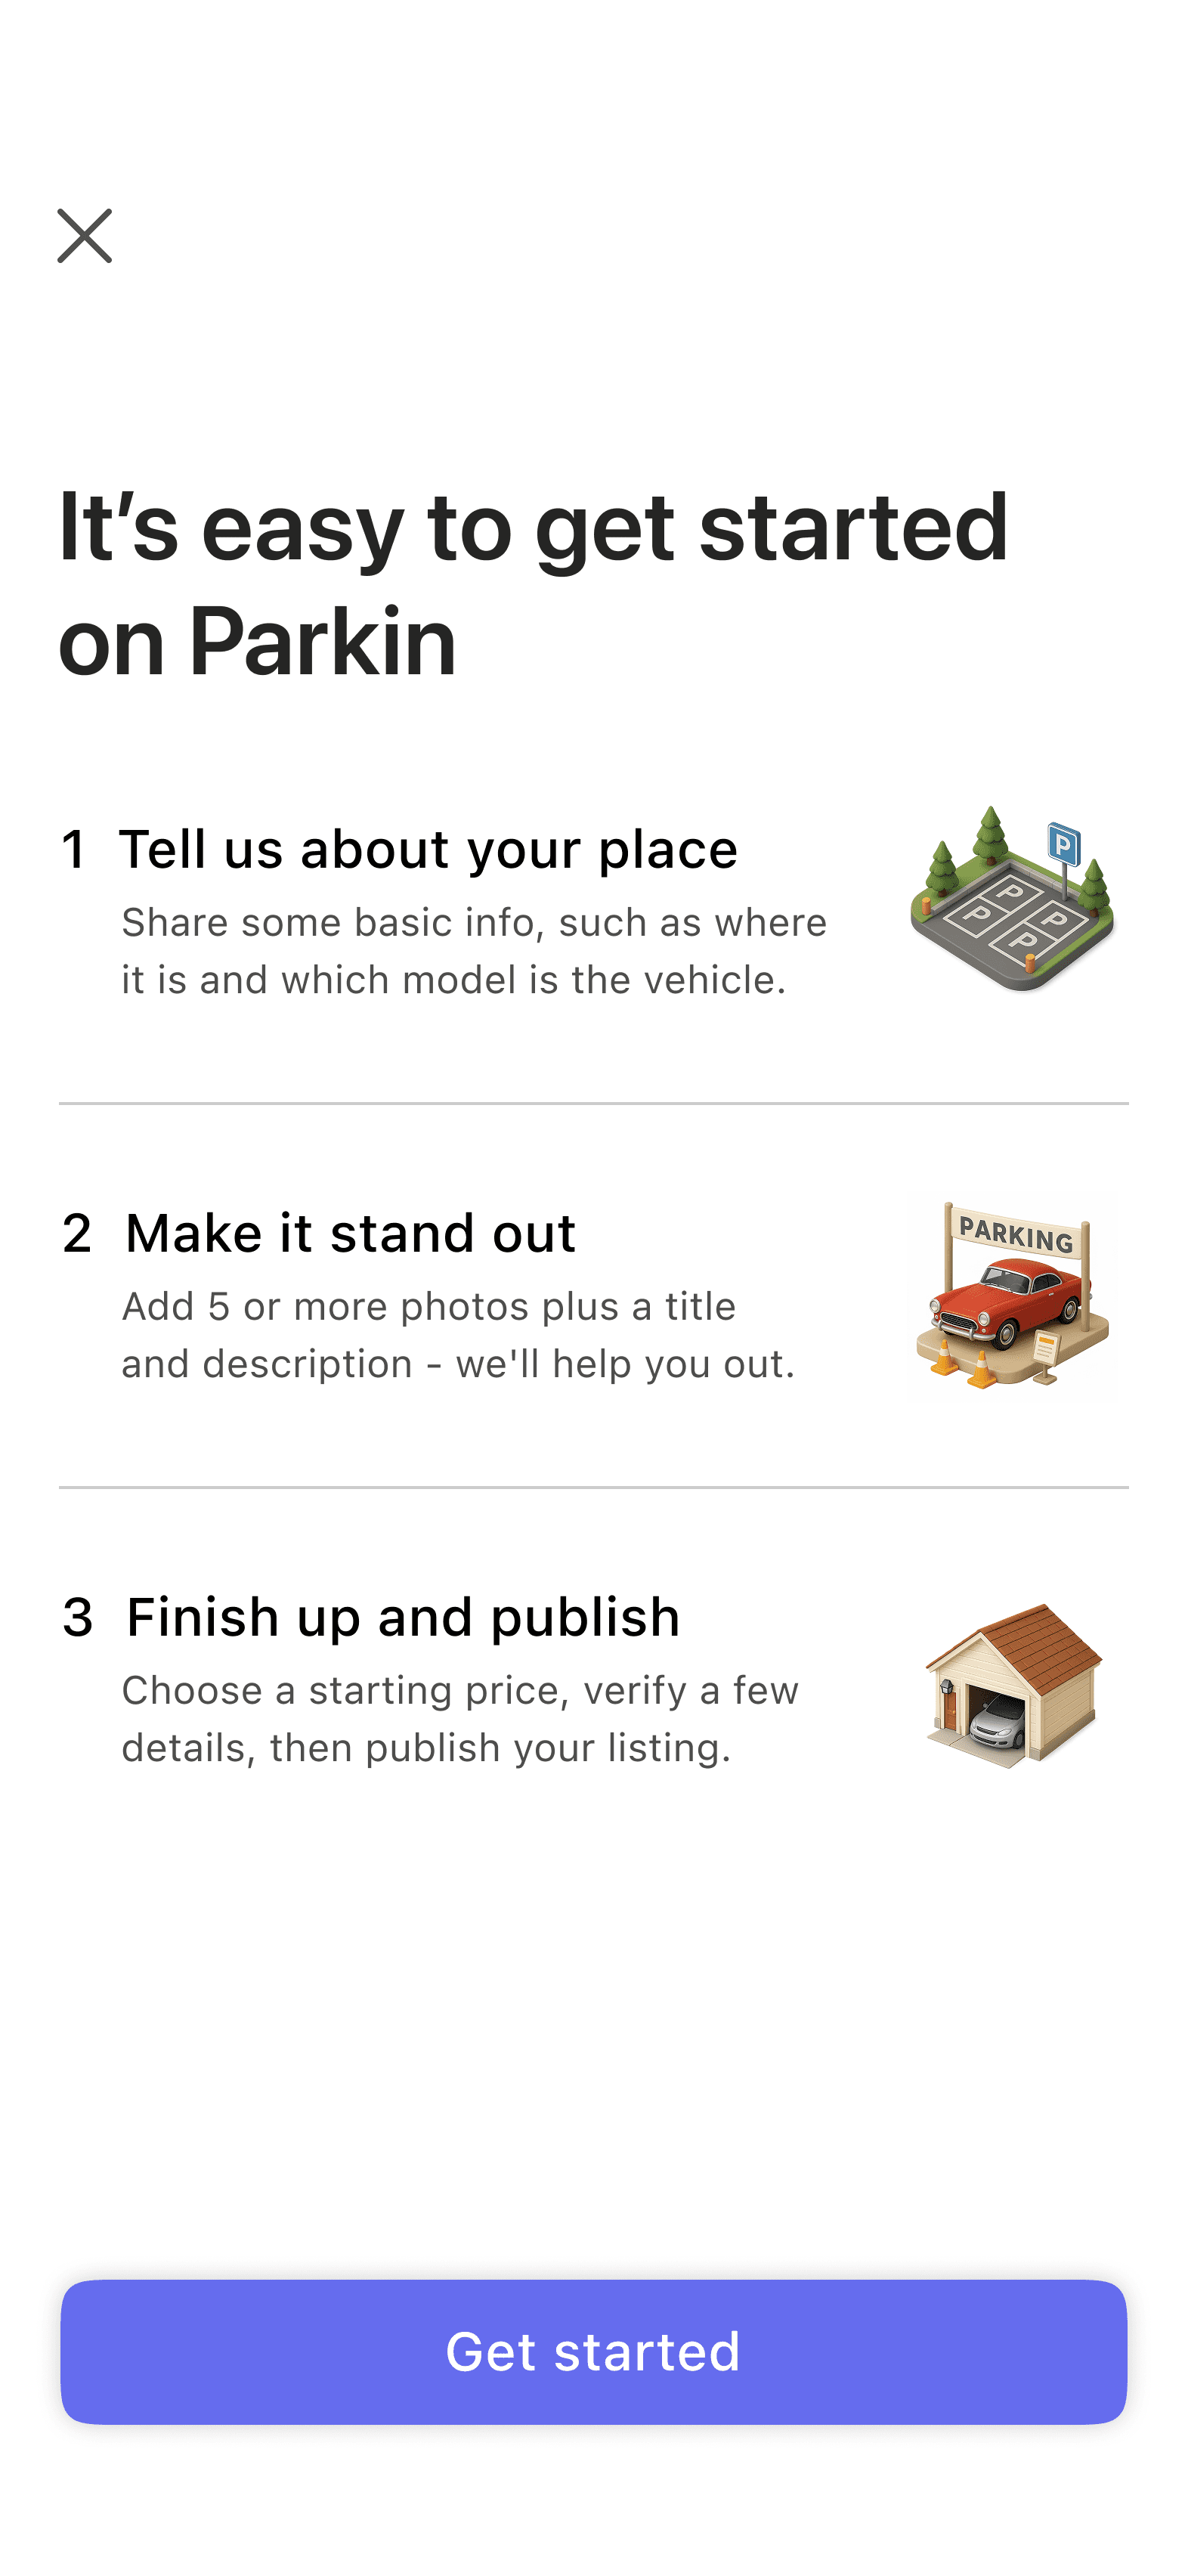 It’s easy to get started
on Parkin
1 Tell us about your place
Share some basic info, such as where
it is and which model is the vehicle.
P
P
P
P
P
2 Make it stand out
Add 5 or more photos plus a title
and description - we'll help you out.
PARKING
3 Finish up and publish
Choose a starting price, verify a few
details, then publish your listing.
Get started